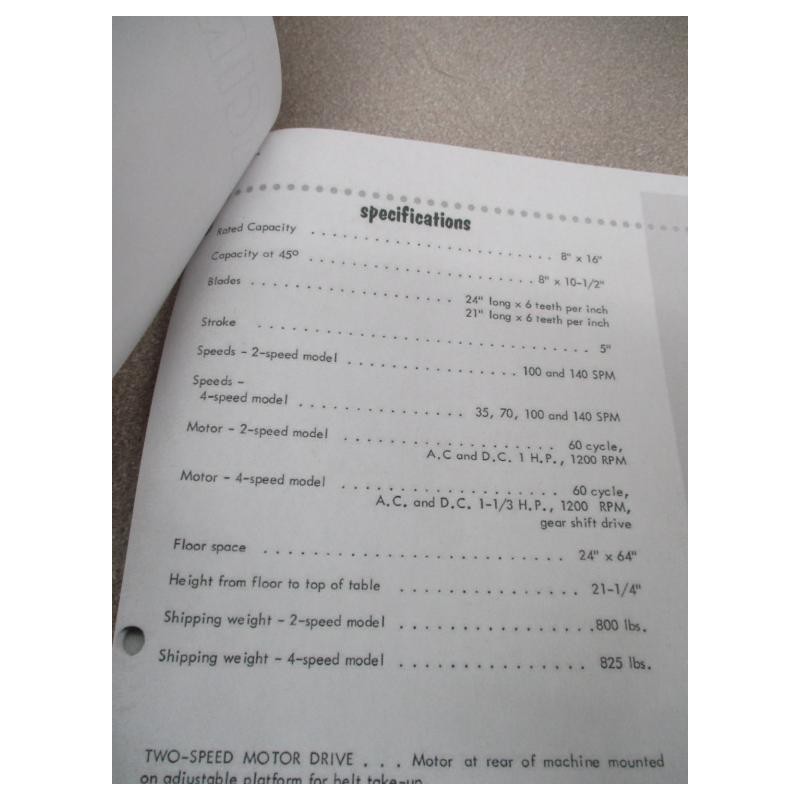 specifications
Rated Capacity . . . . . . . . . . . . . . . . . . . . 8" x 16"
Capacity at 45° . . . . . . . . . . . . . . . . . . . 8" x 10-1/2"
Blades . . . . . . . . . . . . . . . . . . 24" long x 6 teeth per inch
21" long x 6 teeth per inch
Stroke . . . . . . . . . . . . . . . . . . . . . . . . . . . 5"
Speeds - 2-speed model . . . . . . . . . . . . . . 100 and 140 SPM
Speeds -
4-speed model . . . . . . . . . . . . . . 35, 70, 100 and 140 SPM
Motor - 2-speed model . . . . . . . . . . . . . . . . . . 60 cycle,
A.C and D.C. 1 H.P., 1200 RPM
Motor - 4-speed model . . . . . . . . . . . . . . . . . . 60 cycle,
A.C. and D.C. 1-1/3 H.P., 1200 RPM,
gear shift drive
Floor space . . . . . . . . . . . . . . . . . . . . . . . . 24" x 64"
Height from floor to top of table . . . . . . . . . . . . . . 21-1/4"
Shipping weight - 2-speed model . . . . . . . . . . . . . . . 800 lbs.
Shipping weight - 4-speed model . . . . . . . . . . . . . . 825 lbs.
TWO-SPEED MOTOR DRIVE . . . Motor at rear of machine mounted
on adjustable platform for belt take-up.